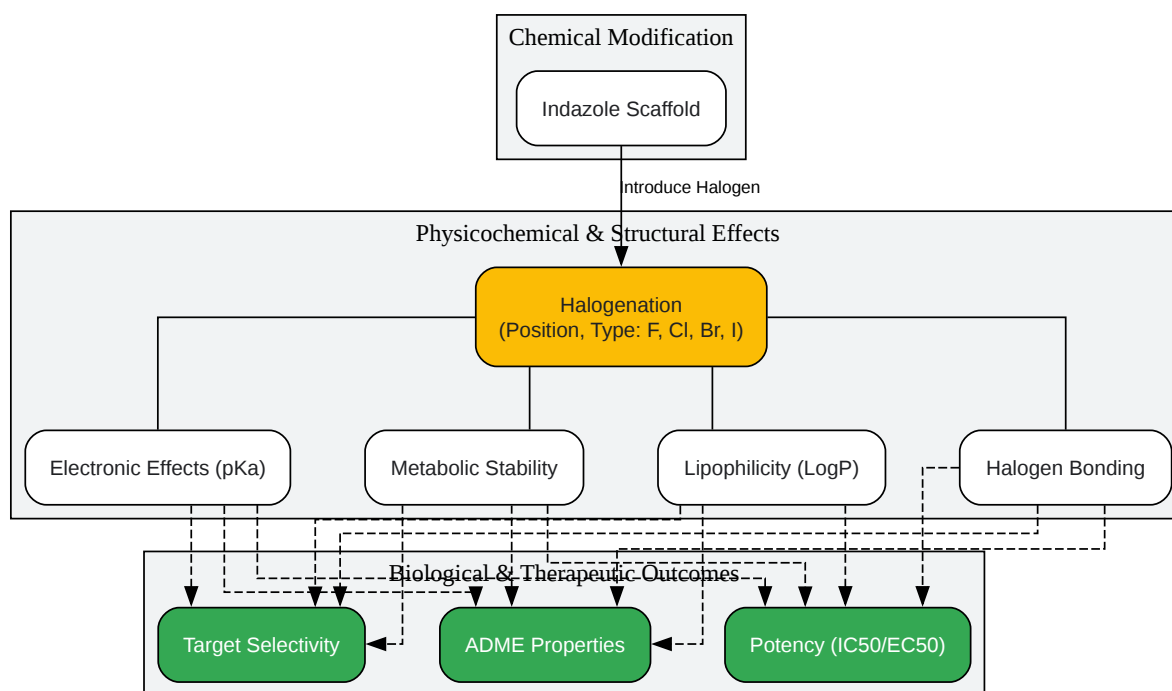 Chemical Modification
Indazole Scaffold
Introduce Halogen
Physicochemical & Structural Effects
Halogenation
(Position, Type: F, Cl, Br, I)
Electronic Effects (pKa)
Metabolic Stability
Lipophilicity (LogP)
Halogen Bonding
Biological & Therapeutic Outcomes
Target Selectivity
ADME Properties
Potency (IC50/EC50)